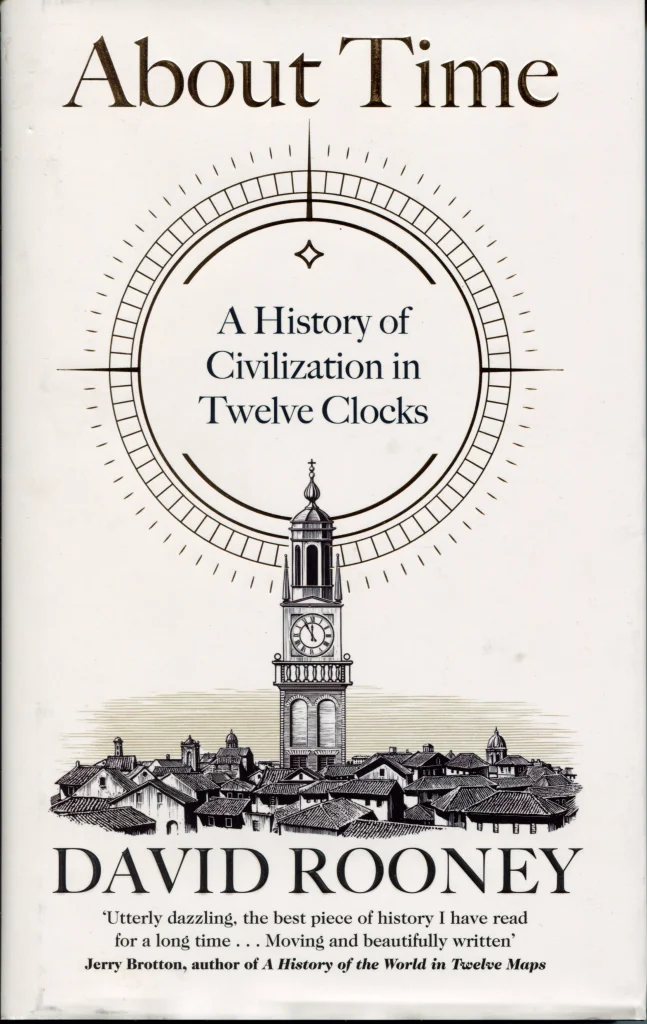 About Time
A History of
Civilization in
Twelve Clocks
DAVID ROONEY
‘Utterly dazzling, the best piece of history I have read
for a long time . . . Moving and beautifully written’
Jerry Brotton, author of A History of the World in Twelve Maps